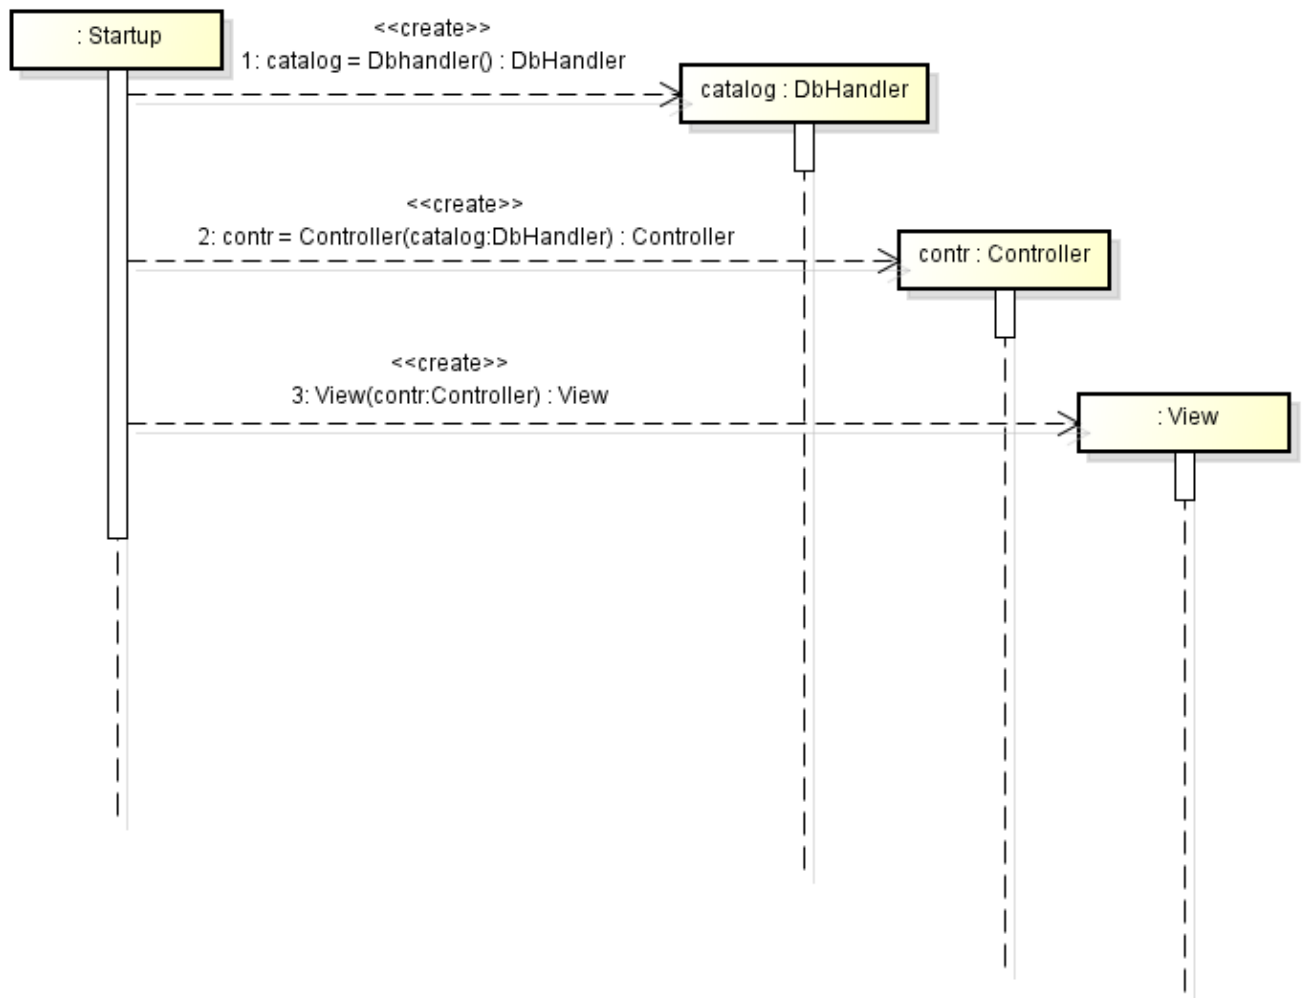 : Startup
<<create>>
1: catalog = Dbhandler() : DbHandler
catalog : DbHandler
<<create>>
2: contr = Controller(catalog:DbHandler) : Controller
contr : Controller
<<create>>
3: View(contr:Controller) : View
: View